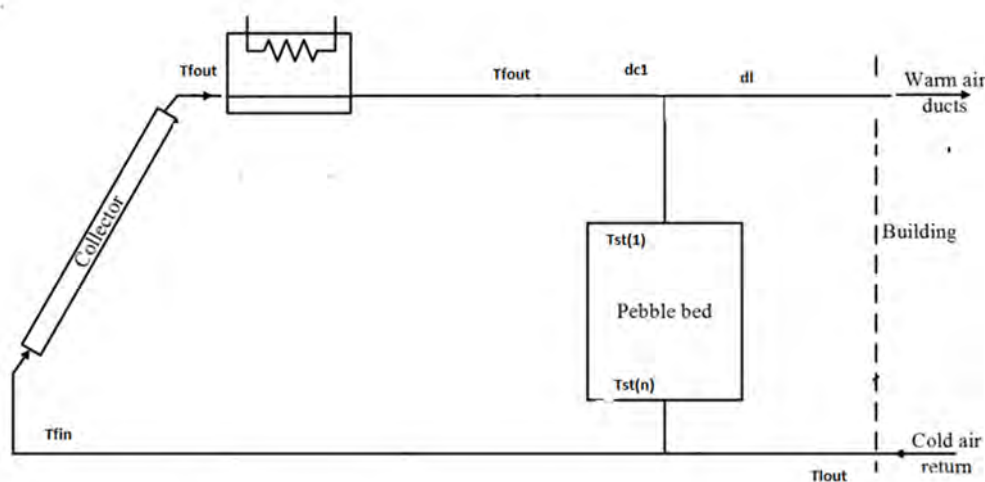 Tfout
Tfout
dc1
dl
Warm air
ducts
Collector
Tst(1)
Building
Pebble bed
Tst(n)
Tfin
Cold air
return
Tlout